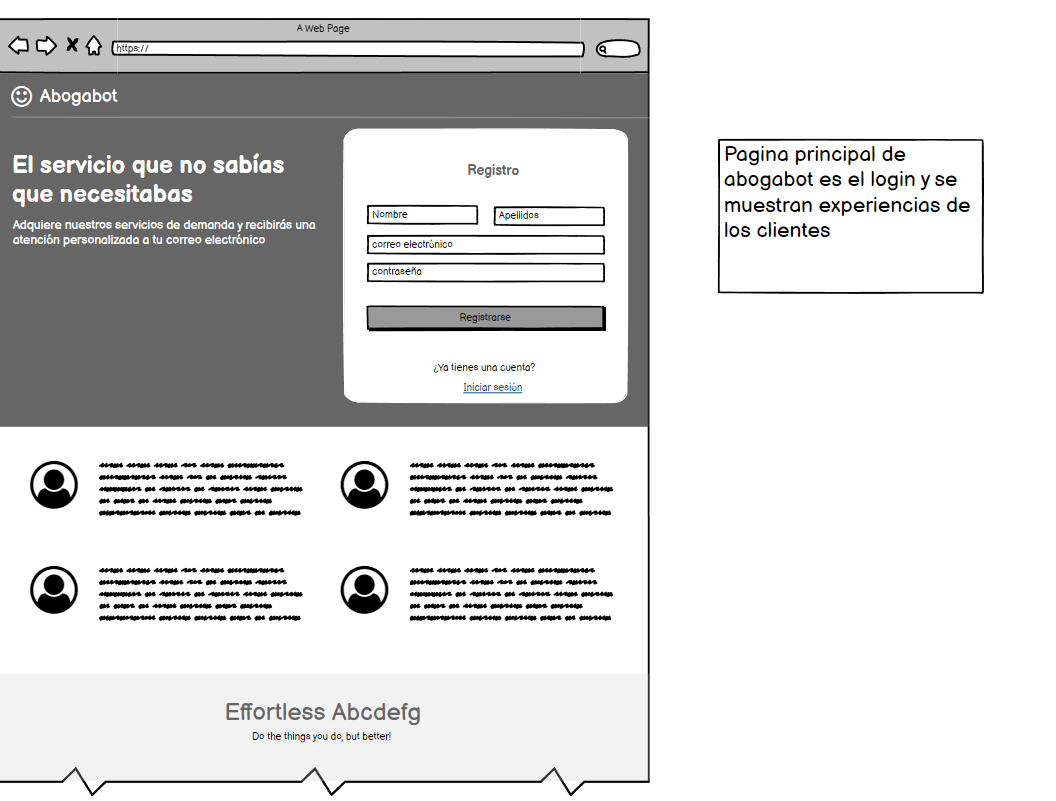 A Web Page
https://
Abogabot
El servicio que no sabías
que necesitabas
Adquiere nuestros servicios de demanda y recibirás una
atención personalizada a tu correo electrónico
Registro
Nombre
Apellidos
correo electrónico
contraseña
Registrarse
¿Ya tienes una cuenta?
Iniciar sesión
Effortless Abcdefg
Do the things you do, but better!
Pagina principal de
abogabot es el login y se
muestran experiencias de
los clientes